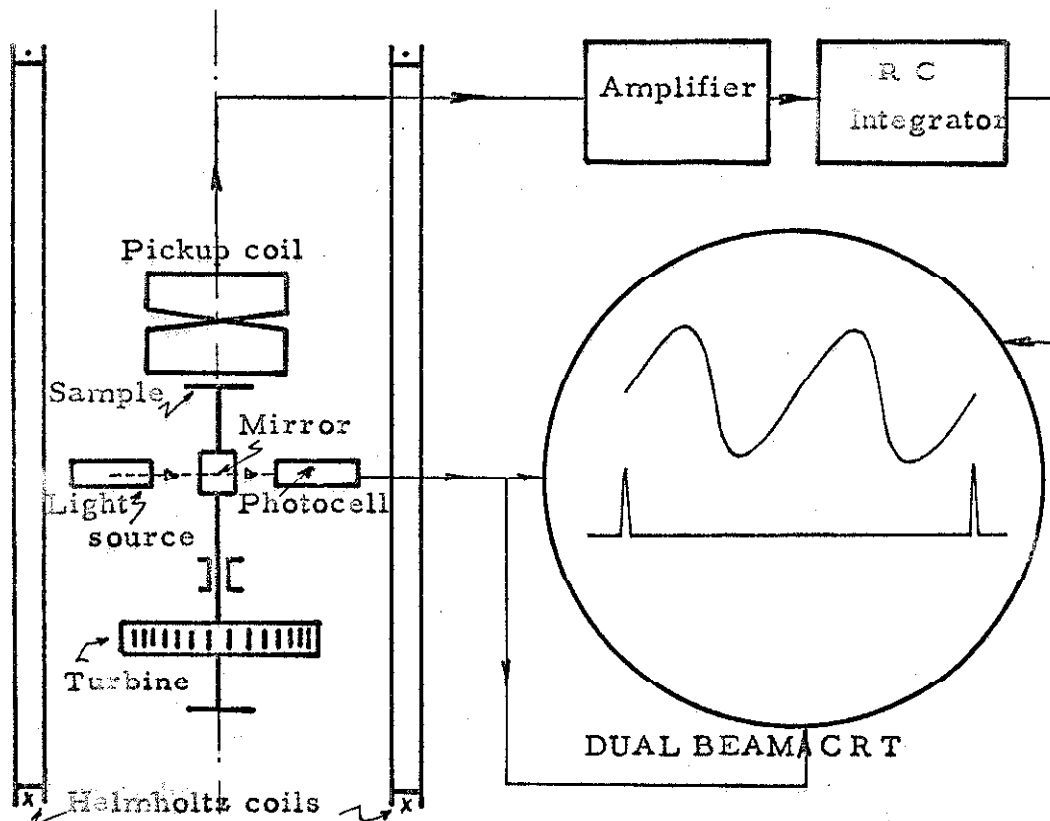 Amplifier
R C
Integrator
Pickup coil
Sample
Mirror
Light
source
Photocell
Turbine
DUAL BEAM CRT
Helmholtz coils
x
x